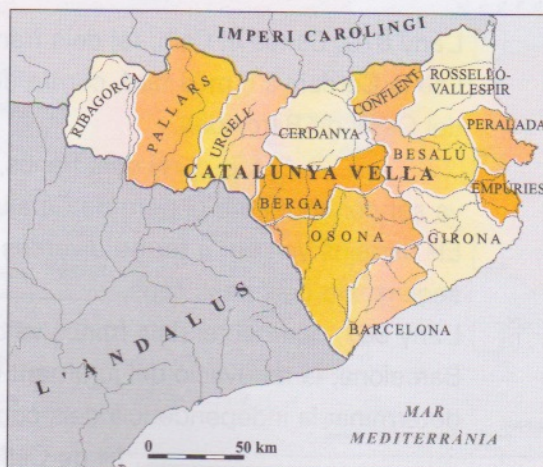 IMPERI CAROLINGI
RIBAGORÇA
PALLARS
URGELL
CERDANYA
CONFLENT
ROSSELLÓ-
VALLESPIR
PERALADA
BESALÚ
CATALUNYA VELLA
EMPÚRIES
BERGA
OSONA
GIRONA
BARCELONA
L'ÀNDALUS
MAR
MEDITERRÀNIA
0 50 km